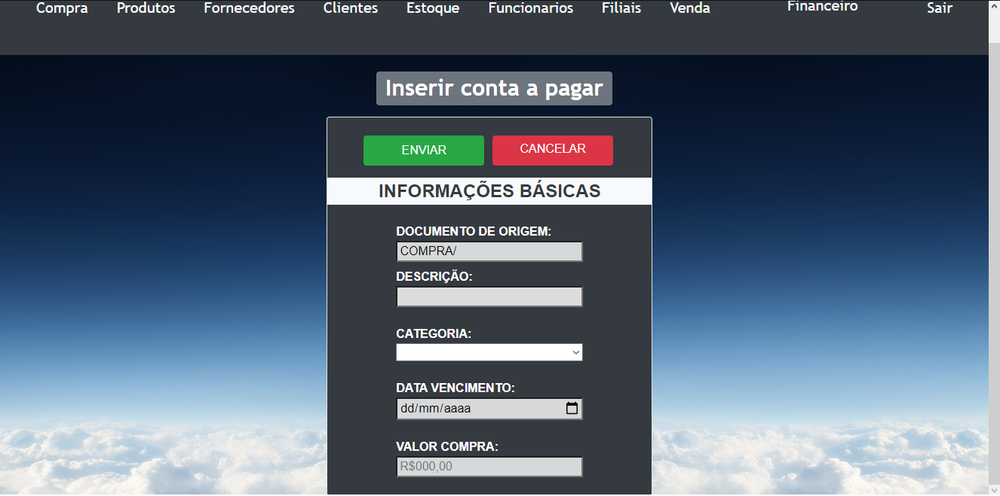 Compra Produtos Fornecedores Clientes Estoque Funcionarios Filiais Venda Financeiro Sair
Inserir conta a pagar
ENVIAR CANCELAR
INFORMAÇÕES BÁSICAS
DOCUMENTO DE ORIGEM:
COMPRA/
DESCRIÇÃO:
CATEGORIA:
DATA VENCIMENTO:
dd/mm/aaaa
VALOR COMPRA:
R$000,00